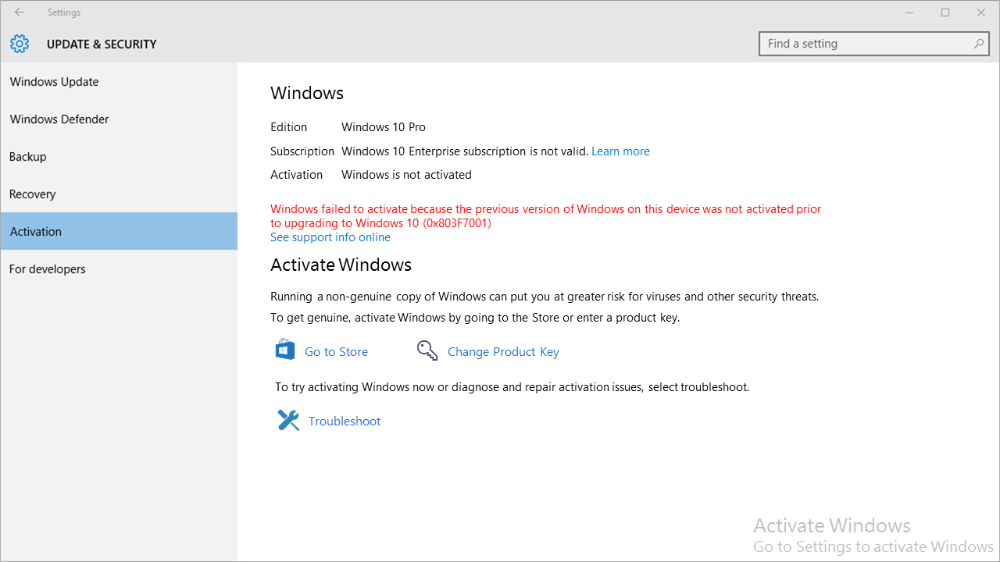 Settings
UPDATE & SECURITY
Find a setting
Windows Update
Windows Defender
Backup
Recovery
Activation
For developers
Windows
Edition Windows 10 Pro
Subscription Windows 10 Enterprise subscription is not valid. Learn more
Activation Windows is not activated
Windows failed to activate because the previous version of Windows on this device was not activated prior
to upgrading to Windows 10 (0x803F7001)
See support info online
Activate Windows
Running a non-genuine copy of Windows can put you at greater risk for viruses and other security threats.
To get genuine, activate Windows by going to the Store or enter a product key.
Go to Store Change Product Key
To try activating Windows now or diagnose and repair activation issues, select troubleshoot.
Troubleshoot
Activate Windows
Go to Settings to activate Windows